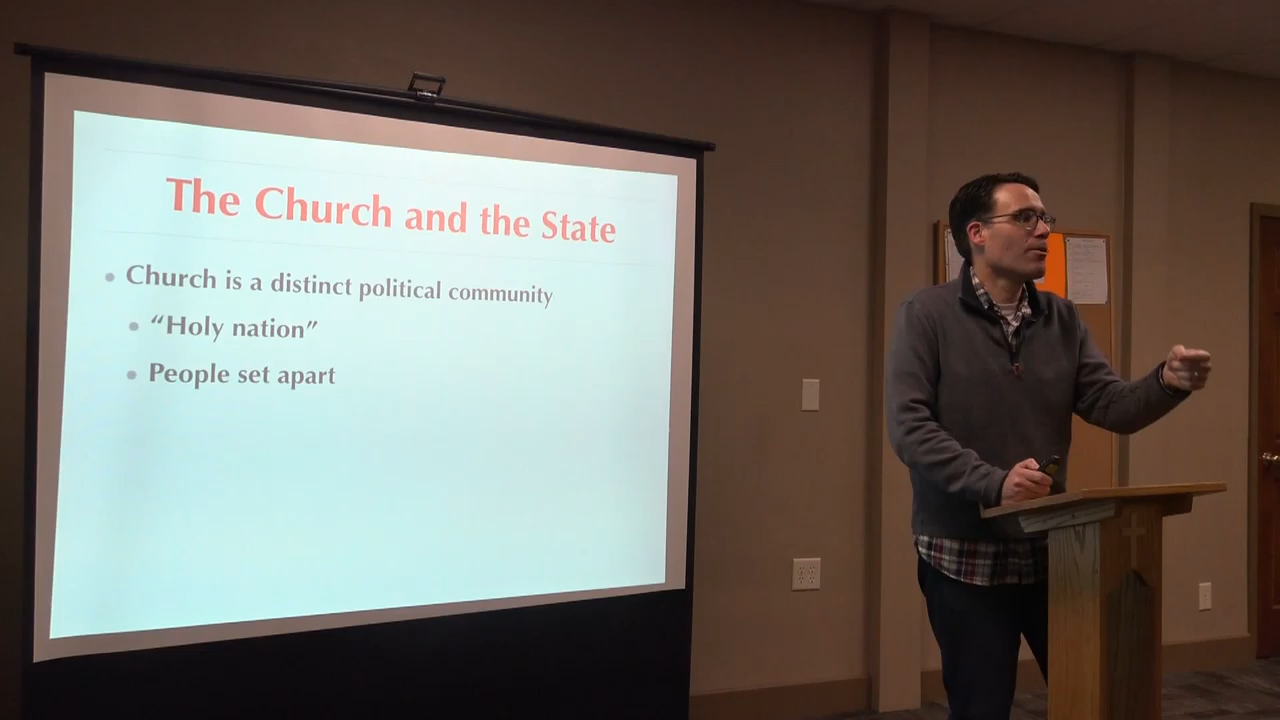 The Church and the State
Church is a distinct political community
“Holy nation”
People set apart